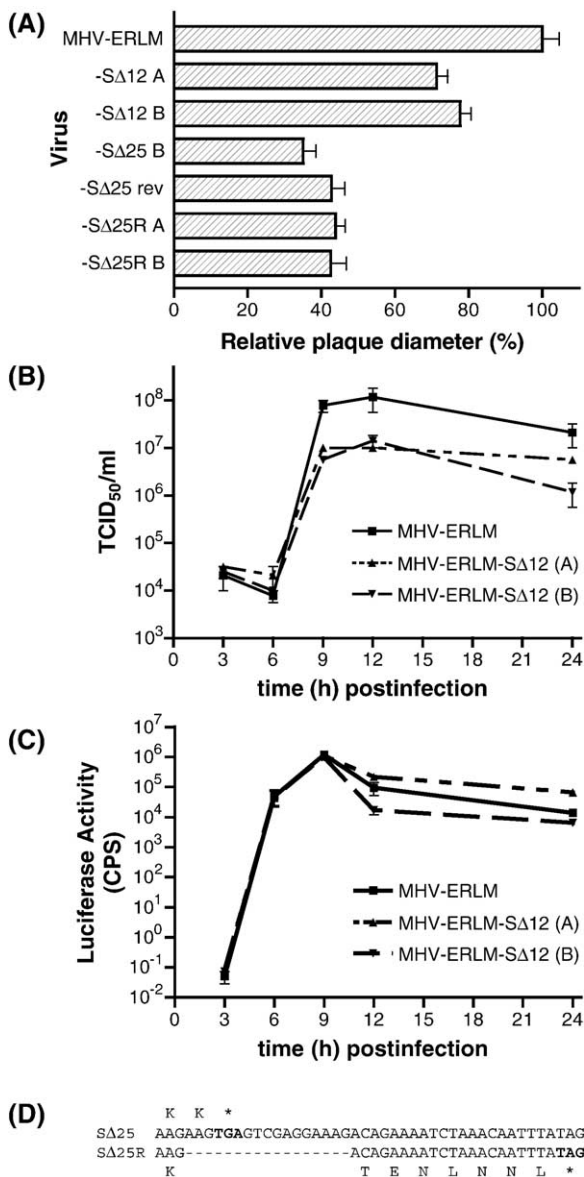 (A)
MHV-ERLM
-SΔ12 A
-SΔ12 B
-SΔ25 B
-SΔ25 rev
-SΔ25R A
-SΔ25R B
Virus
0 20 40 60 80 100
Relative plaque diameter (%)
(B)
10^8
10^7
10^6
10^5
10^4
10^3
TCID50/ml
MHV-ERLM
MHV-ERLM-SΔ12 (A)
MHV-ERLM-SΔ12 (B)
0 3 6 9 12 15 18 21 24
time (h) postinfection
(C)
10^7
10^6
10^5
10^4
10^3
10^2
10^1
10^0
10^-1
10^-2
Luciferase Activity
(CPS)
MHV-ERLM
MHV-ERLM-SΔ12 (A)
MHV-ERLM-SΔ12 (B)
0 3 6 9 12 15 18 21 24
time (h) postinfection
(D)
K K *
SΔ25 AAGAAGTGAGTCGAGGAAAGACAGAAAATCTAAACAATTTATAG
SΔ25R AAG-----------------ACAGAAAATCTAAACAATTTATAG
K T E N L N N L *